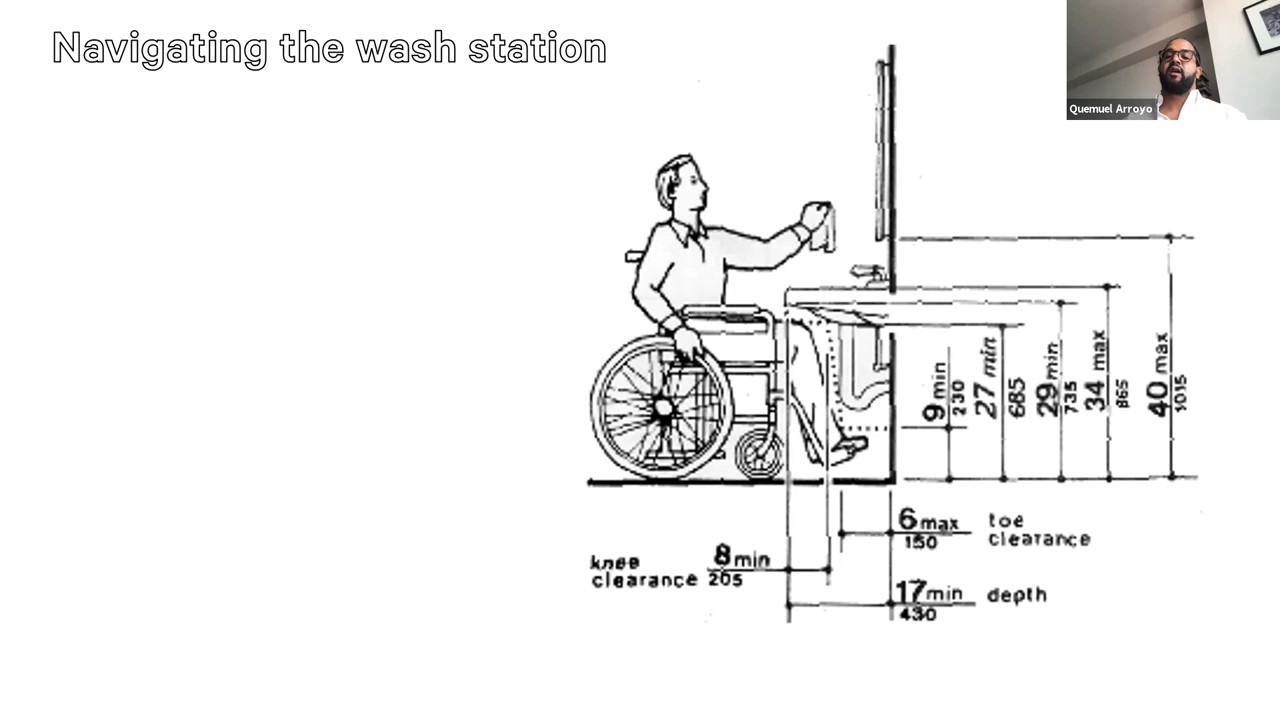 Navigating the wash station
Quemuel Arroyo
9 min
230
27 min
685
29 min
735
34 max
865
40 max
1015
6 max
150
toe
clearance
knee
clearance
8 min
205
17 min
430
depth